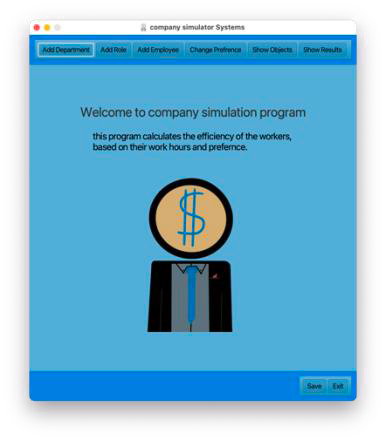 company simulator Systems
Add Department Add Role Add Employee Change Prefrence Show Objects Show Results
Welcome to company simulation program
this program calculates the efficiency of the workers,
based on their work hours and prefernce.
$
Save Exit